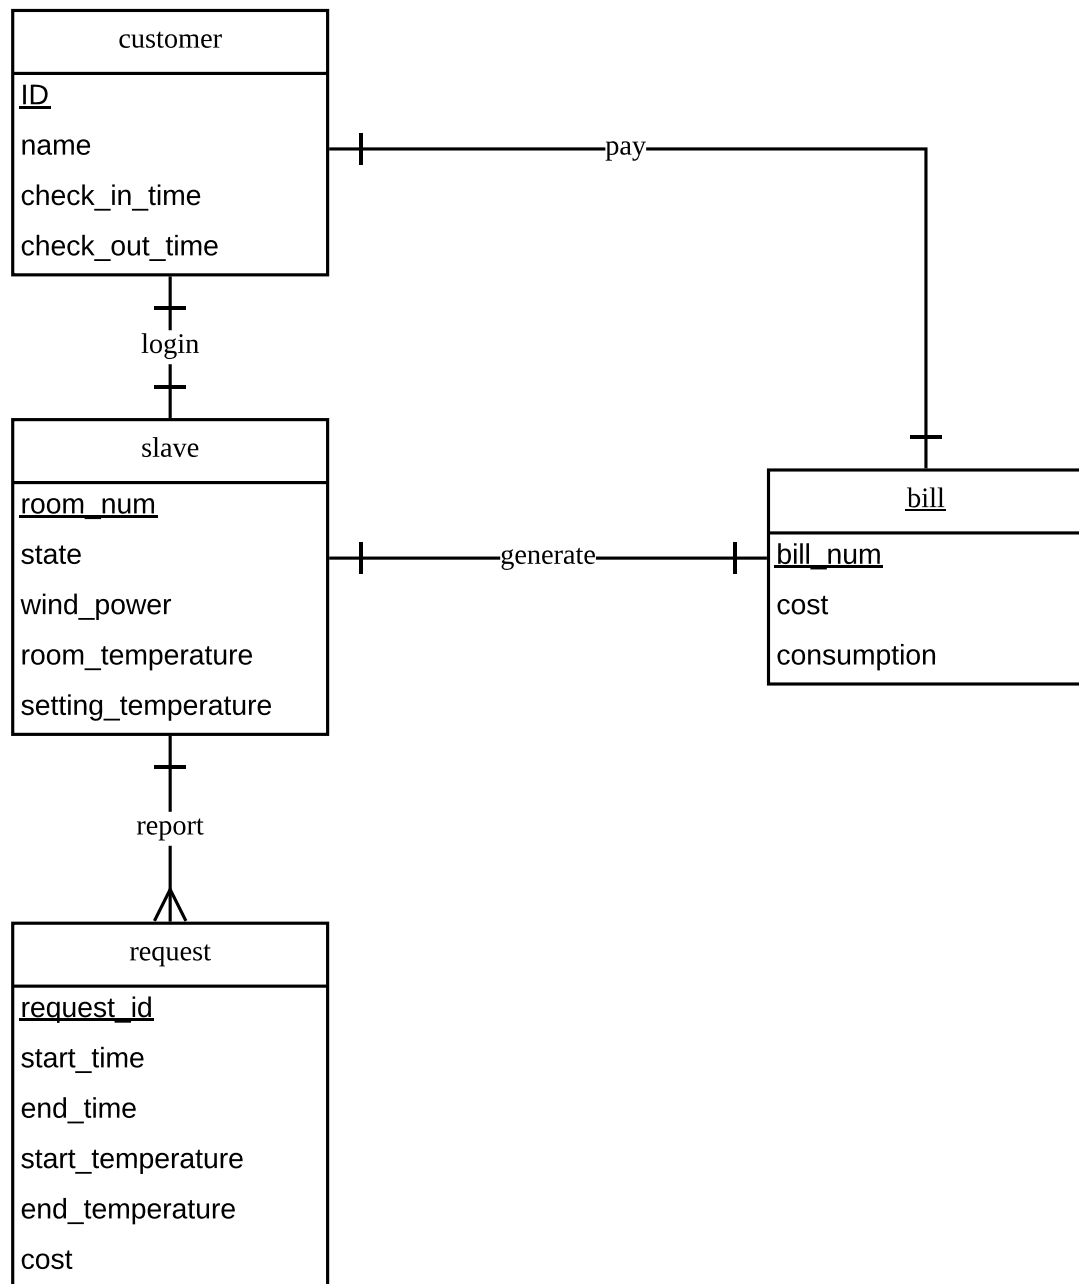 customer
ID
name
check_in_time
check_out_time
pay
login
slave
room_num
state
wind_power
room_temperature
setting_temperature
generate
bill
bill_num
cost
consumption
report
request
request_id
start_time
end_time
start_temperature
end_temperature
cost